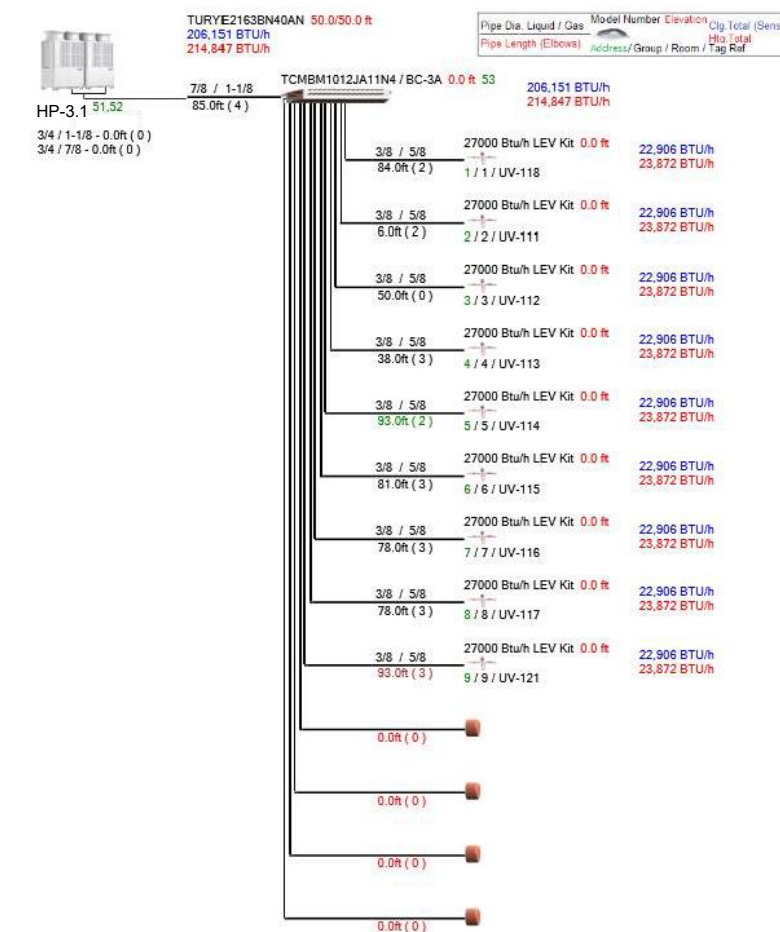 TURYE2163BN40AN 50.0/50.0 ft
206,151 BTU/h
214,847 BTU/h
Pipe Dia. Liquid / Gas Model Number Elevation Clg.Total (Sens
Pipe Length (Elbows) Address/ Group / Room / Tag Ref Htg.Total
HP-3.1 51,52
3/4 / 1-1/8 - 0.0ft ( 0 )
3/4 / 7/8 - 0.0ft ( 0 )
7/8 / 1-1/8
85.0ft ( 4 )
TCMBM1012JA11N4 / BC-3A 0.0 ft 53
206,151 BTU/h
214,847 BTU/h
3/8 / 5/8
84.0ft ( 2 )
27000 Btu/h LEV Kit 0.0 ft
1 / 1 / UV-118
22,906 BTU/h
23,872 BTU/h
3/8 / 5/8
6.0ft ( 2 )
27000 Btu/h LEV Kit 0.0 ft
2 / 2 / UV-111
22,906 BTU/h
23,872 BTU/h
3/8 / 5/8
50.0ft ( 0 )
27000 Btu/h LEV Kit 0.0 ft
3 / 3 / UV-112
22,906 BTU/h
23,872 BTU/h
3/8 / 5/8
38.0ft ( 3 )
27000 Btu/h LEV Kit 0.0 ft
4 / 4 / UV-113
22,906 BTU/h
23,872 BTU/h
3/8 / 5/8
93.0ft ( 2 )
27000 Btu/h LEV Kit 0.0 ft
5 / 5 / UV-114
22,906 BTU/h
23,872 BTU/h
3/8 / 5/8
81.0ft ( 3 )
27000 Btu/h LEV Kit 0.0 ft
6 / 6 / UV-115
22,906 BTU/h
23,872 BTU/h
3/8 / 5/8
78.0ft ( 3 )
27000 Btu/h LEV Kit 0.0 ft
7 / 7 / UV-116
22,906 BTU/h
23,872 BTU/h
3/8 / 5/8
78.0ft ( 3 )
27000 Btu/h LEV Kit 0.0 ft
8 / 8 / UV-117
22,906 BTU/h
23,872 BTU/h
3/8 / 5/8
93.0ft ( 3 )
27000 Btu/h LEV Kit 0.0 ft
9 / 9 / UV-121
22,906 BTU/h
23,872 BTU/h
0.0ft ( 0 )
0.0ft ( 0 )
0.0ft ( 0 )
0.0ft ( 0 )